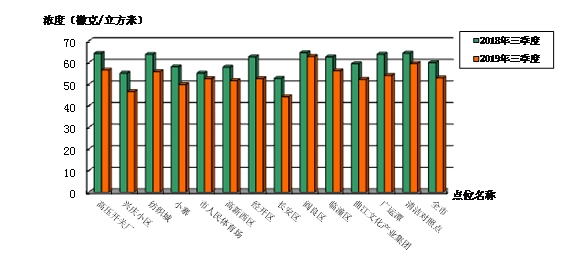 浓度（微克/立方米）
70
60
50
40
30
20
10
0
2018年三季度
2019年三季度
点位名称
高压开关厂
兴庆小区
纺织城
小寨
市人民体育场
高新西区
经开区
长安区
阎良区
临潼区
曲江文化产业集团
广运潭
清洁对照点
全市